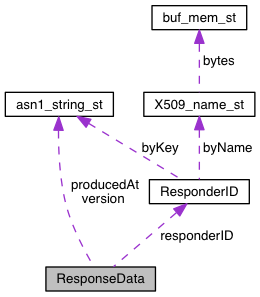 buf_mem_st
bytes
asn1_string_st
X509_name_st
byKey
byName
producedAt
version
ResponderID
responderID
ResponseData